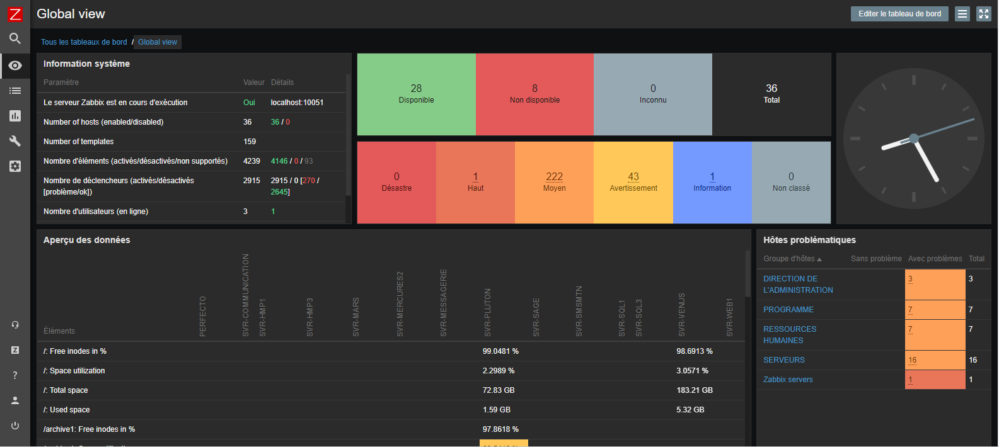 Z
Global view
Editer le tableau de bord
Tous les tableaux de bord / Global view
Information système
Paramètre Valeur Détails
Le serveur Zabbix est en cours d'exécution Oui localhost:10051
Number of hosts (enabled/disabled) 36 36 / 0
Number of templates 159
Nombre d'éléments (activés/désactivés/non supportés) 4239 4146 / 0 / 93
Nombre de déclencheurs (activés/désactivés 2915 2915 / 0 [270 /
[problème/ok]) 2645]
Nombre d'utilisateurs (en ligne) 3 1
28 8 0 36
Disponible Non disponible Inconnu Total
0 1 222 43 1 0
Désastre Haut Moyen Avertissement Information Non classé
Aperçu des données
Éléments
PERFECTO
SVR-COMMUNICATION
SVR-HMP1
SVR-HMP3
SVR-MARS
SVR-MERCURES2
SVR-MESSAGERIE
SVR-PLUTON
SVR-SAGE
SVR-SMSMTN
SVR-SQL1
SVR-SQL3
SVR-VENUS
SVR-WEB1
/: Free inodes in % 99.0481 % 98.6913 %
/: Space utilization 2.2989 % 3.0571 %
/: Total space 72.83 GB 183.21 GB
/: Used space 1.59 GB 5.32 GB
/archive1: Free inodes in % 97.8618 %
Hôtes problématiques
Groupe d'hôtes Sans problème Avec problèmes Total
DIRECTION DE 3 3
L'ADMINISTRATION
PROGRAMME 7 7
RESSOURCES 7 7
HUMAINES
SERVEURS 16 16
Zabbix servers 1 1
Z
?